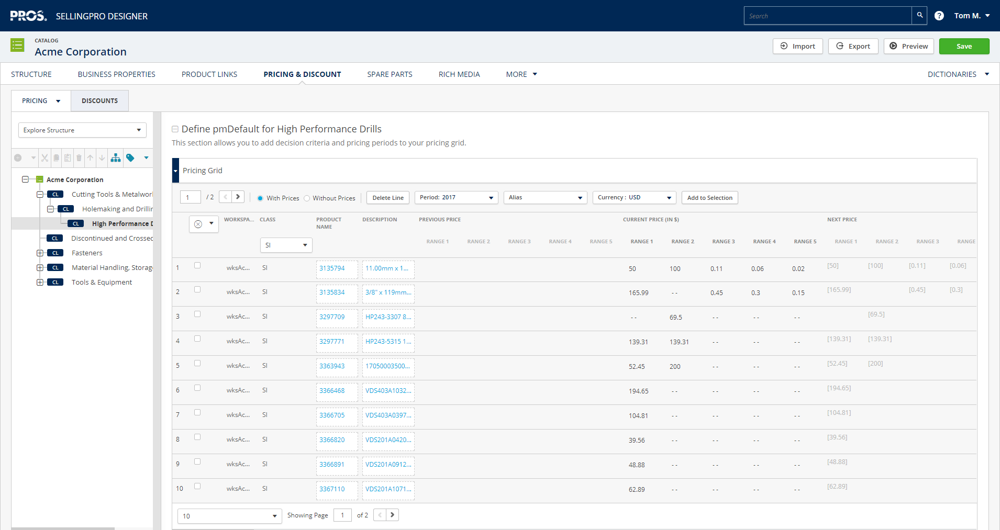 PROS. SELLINGPRO DESIGNER Search ? Tom M.
CATALOG
Acme Corporation Import Export Preview Save
STRUCTURE BUSINESS PROPERTIES PRODUCT LINKS PRICING & DISCOUNT SPARE PARTS RICH MEDIA MORE DICTIONARIES
PRICING DISCOUNTS
Explore Structure
Acme Corporation
CL Cutting Tools & Metalwor
CL Holemaking and Drillin
CL High Performance D
CL Discontinued and Crossed
CL Fasteners
CL Material Handling, Storage
CL Tools & Equipment
Define pmDefault for High Performance Drills
This section allows you to add decision criteria and pricing periods to your pricing grid.
Pricing Grid
1 / 2 With Prices Without Prices Delete Line Period: 2017 Alias Currency : USD Add to Selection
WORKSPA... CLASS PRODUCT NAME DESCRIPTION PREVIOUS PRICE CURRENT PRICE (IN $) NEXT PRICE
SI RANGE 1 RANGE 2 RANGE 3 RANGE 4 RANGE 5 RANGE 1 RANGE 2 RANGE 3 RANGE 4 RANGE 5 RANGE 1 RANGE 2 RANGE 3 RANGE
1 wksAc... SI 3135794 11.00mm x 1... 50 100 0.11 0.06 0.02 [50] [100] [0.11] [0.06]
2 wksAc... SI 3135834 3/8" x 119mm... 165.99 -- 0.45 0.3 0.15 [165.99] [0.45] [0.3]
3 wksAc... SI 3297709 HP243-3307 8... -- 69.5 -- -- -- [69.5]
4 wksAc... SI 3297771 HP243-5315 1... 139.31 139.31 -- -- -- [139.31] [139.31]
5 wksAc... SI 3363943 17050003500... 52.45 200 -- -- -- [52.45] [200]
6 wksAc... SI 3366468 VDS403A1032... 194.65 -- -- -- -- [194.65]
7 wksAc... SI 3366705 VDS403A0397... 104.81 -- -- -- -- [104.81]
8 wksAc... SI 3366820 VDS201A0420... 39.56 -- -- -- -- [39.56]
9 wksAc... SI 3366891 VDS201A0912... 48.88 -- -- -- -- [48.88]
10 wksAc... SI 3367110 VDS201A1071... 62.89 -- -- -- -- [62.89]
10 Showing Page 1 of 2